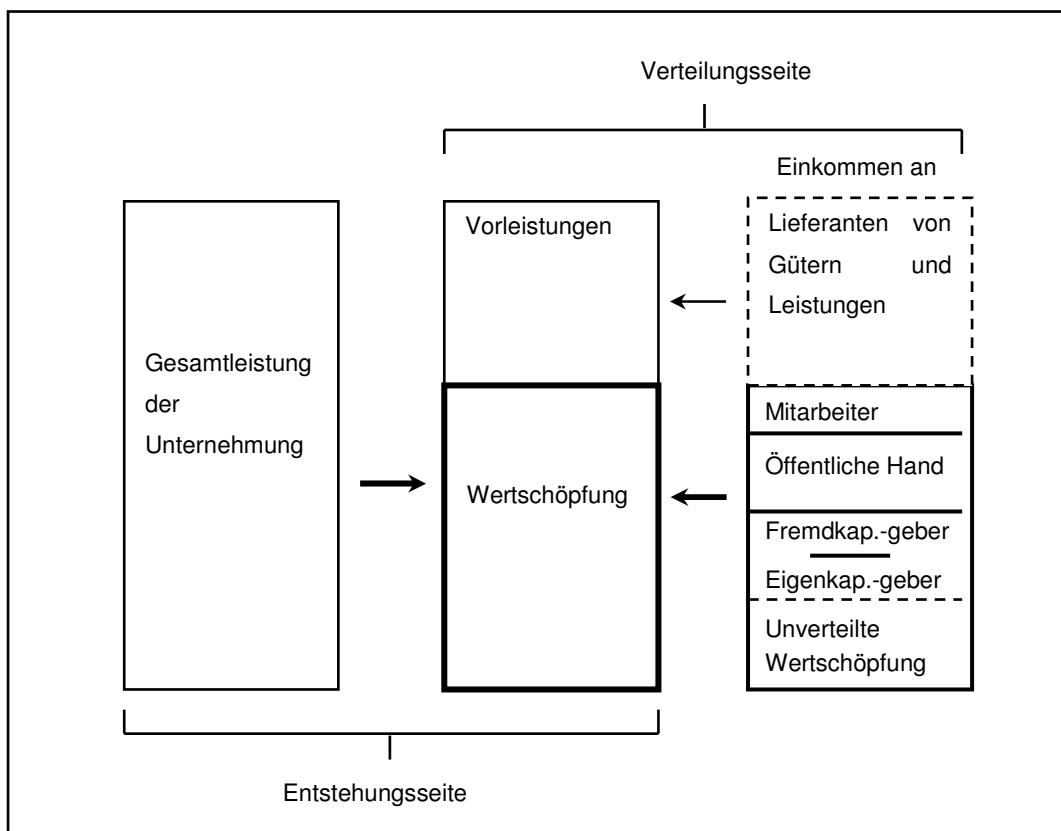 Verteilungsseite
Einkommen an
Vorleistungen
Lieferanten von
Gütern und
Leistungen
Gesamtleistung
der
Unternehmung
Wertschöpfung
Mitarbeiter
Öffentliche Hand
Fremdkap.-geber
Eigenkap.-geber
Unverteilte
Wertschöpfung
Entstehungsseite